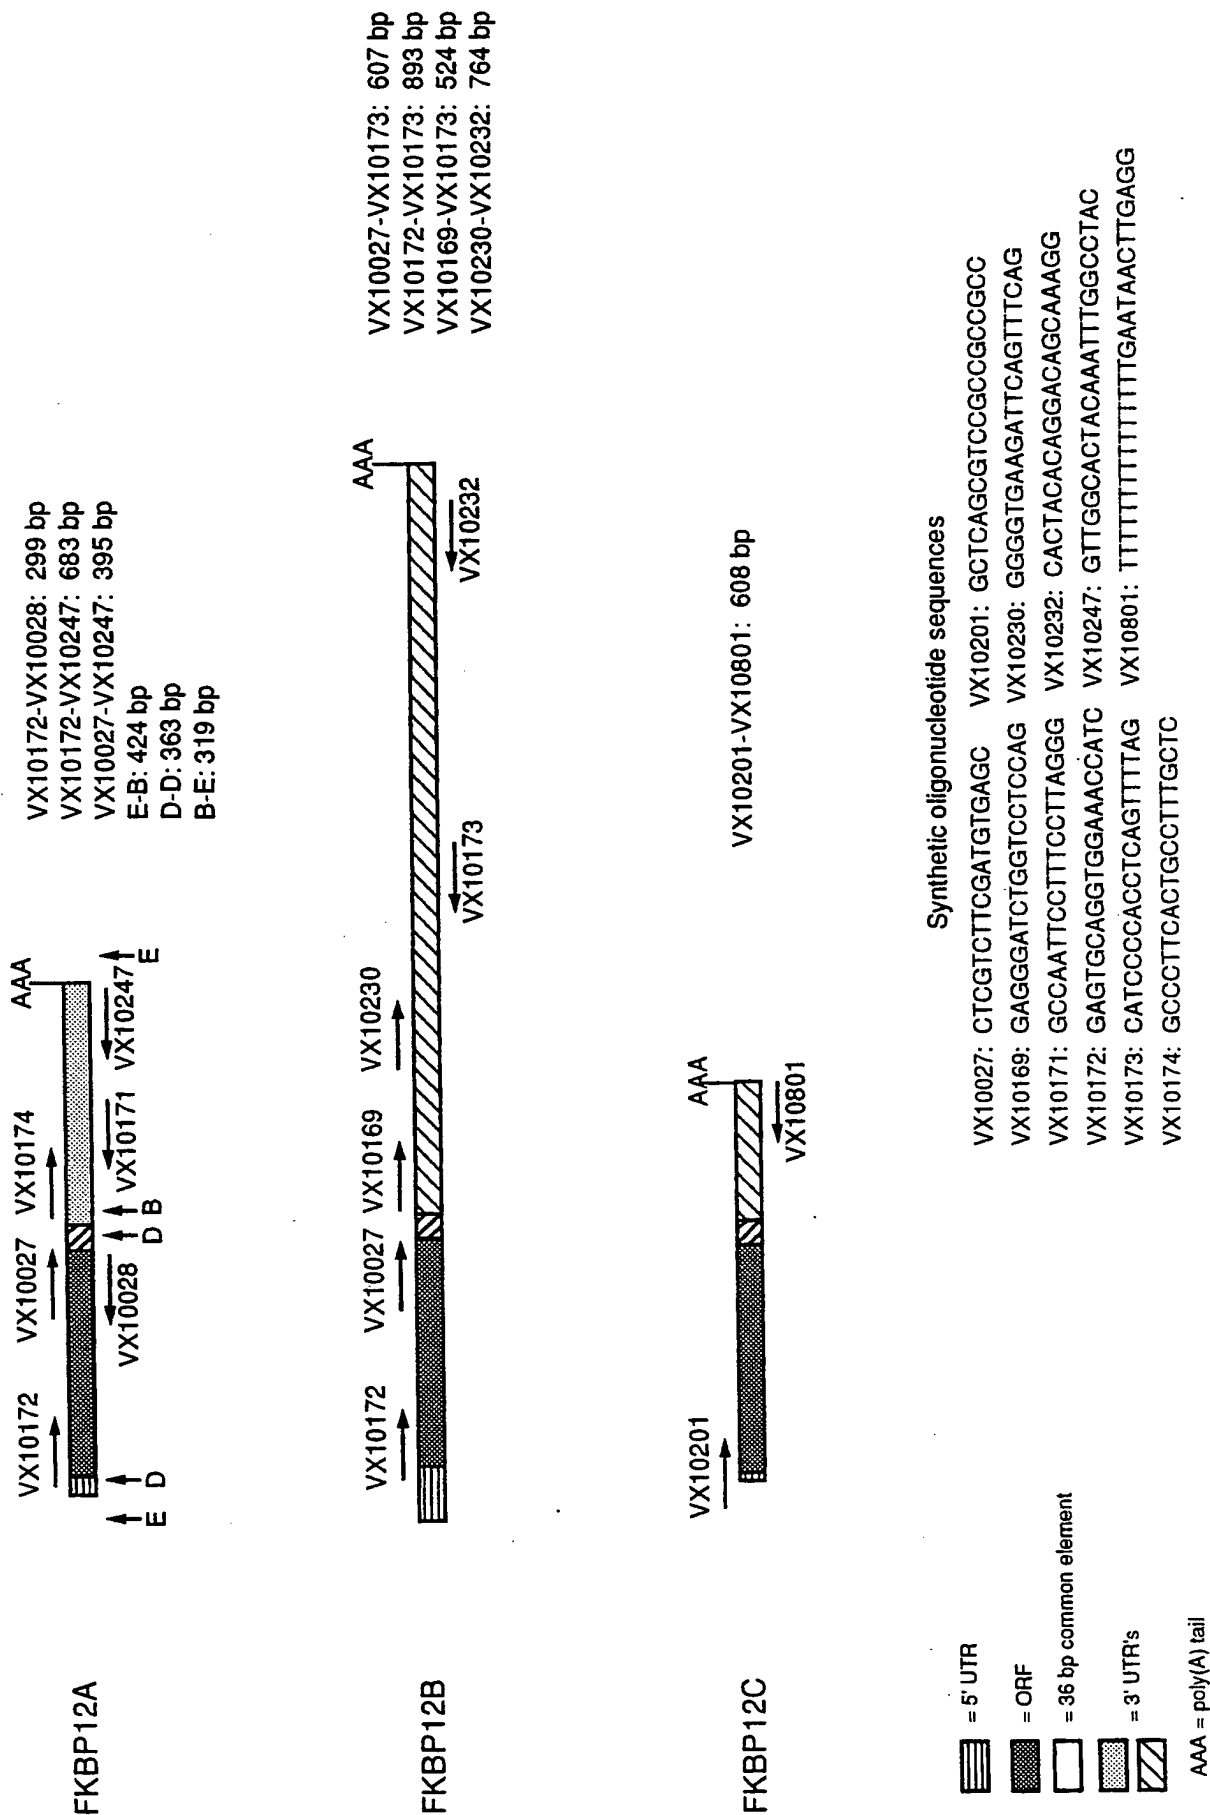 FKBP12A
VX10172
VX10027
VX10174
AAA
E
D
VX10028
D
B
VX10171
VX10247
E
VX10172-VX10028: 299 bp
VX10172-VX10247: 683 bp
VX10027-VX10247: 395 bp
E-B: 424 bp
D-D: 363 bp
B-E: 319 bp
FKBP12B
VX10172
VX10027
VX10169
VX10230
AAA
VX10173
VX10232
VX10027-VX10173: 607 bp
VX10172-VX10173: 893 bp
VX10169-VX10173: 524 bp
VX10230-VX10232: 764 bp
FKBP12C
VX10201
AAA
VX10801
VX10201-VX10801: 608 bp
= 5' UTR
= ORF
= 36 bp common element
= 3' UTR's
AAA = poly(A) tail
Synthetic oligonucleotide sequences
VX10027: CTCGTCTTCGATGTGAGC VX10201: GCTCAGCGTCCGCCGCCGCC
VX10169: GAGGGATCTGGTCCTCCAG VX10230: GGGGTGAAGATTCAGTTTCAG
VX10171: GCCAATTCCTTTCCTTAGGG VX10232: CACTACACAGGACAGCAAAGG
VX10172: GAGTGCAGGTGGAAACCATC VX10247: GTTGGCACTACAAATTTGGCCTAC
VX10173: CATCCCCACCTCAGTTTTAG VX10801: TTTTTTTTTTTTTTTGAATAACTTGAGG
VX10174: GCCCTTCACTGCCTTTGCTC